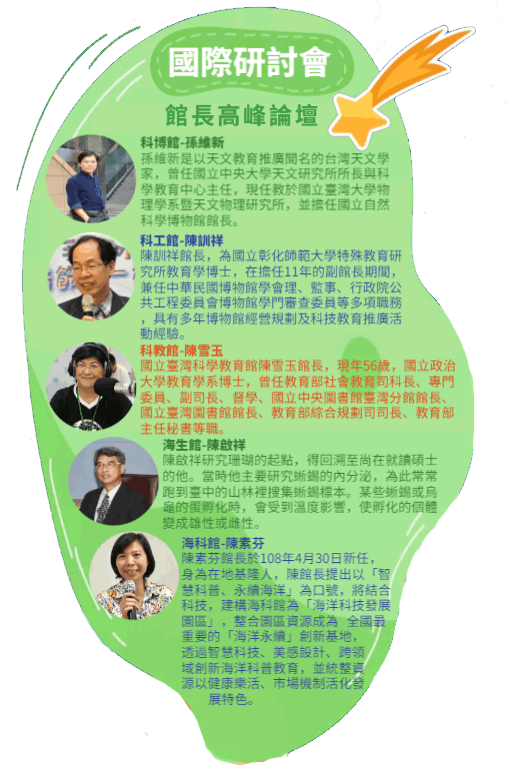 國際研討會
館長高峰論壇
科博館-孫維新
孫維新是以天文教育推廣聞名的台灣天文學
家，曾任國立中央大學天文研究所所長與科
學教育中心主任，現任教於國立臺灣大學物
理學系暨天文物理研究所，並擔任國立自然
科學博物館館長。
科工館-陳訓祥
陳訓祥館長，為國立彰化師範大學特殊教育研
究所教育學博士，在擔任11年的副館長期間，
兼任中華民國博物館學會理、監事、行政院公
共工程委員會博物館學門審查委員等多項職務
，具有多年博物館經營規劃及科技教育推廣活
動經驗。
科教館-陳雪玉
國立臺灣科學教育館陳雪玉館長，現年56歲，國立政治
大學教育學系博士，曾任教育部社會教育司科長、專門
委員、副司長、督學、國立中央圖書館臺灣分館館長、
國立臺灣圖書館館長、教育部綜合規劃司司長、教育部
主任秘書等職。
海生館-陳啟祥
陳啟祥研究珊瑚的起點，得回溯至尚在就讀碩士
的他。當時他主要研究蜥蜴的內分泌，為此常常
跑到臺中的山林裡搜集蜥蜴標本。某些蜥蜴或烏
龜的蛋孵化時，會受到溫度影響，使孵化的個體
變成雄性或雌性。
海科館-陳素芬
陳素芬館長於108年4月30日新任，
身為在地基隆人，陳館長提出以「智
慧科普、永續海洋」為口號，將結合
科技，建構海科館為「海洋科技發展
園區」，整合園區資源成為 全國最
重要的「海洋永續」創新基地，
透過智慧科技、美感設計、跨領
域創新海洋科普教育，並統整資
源以健康樂活、市場機制活化發
展特色。